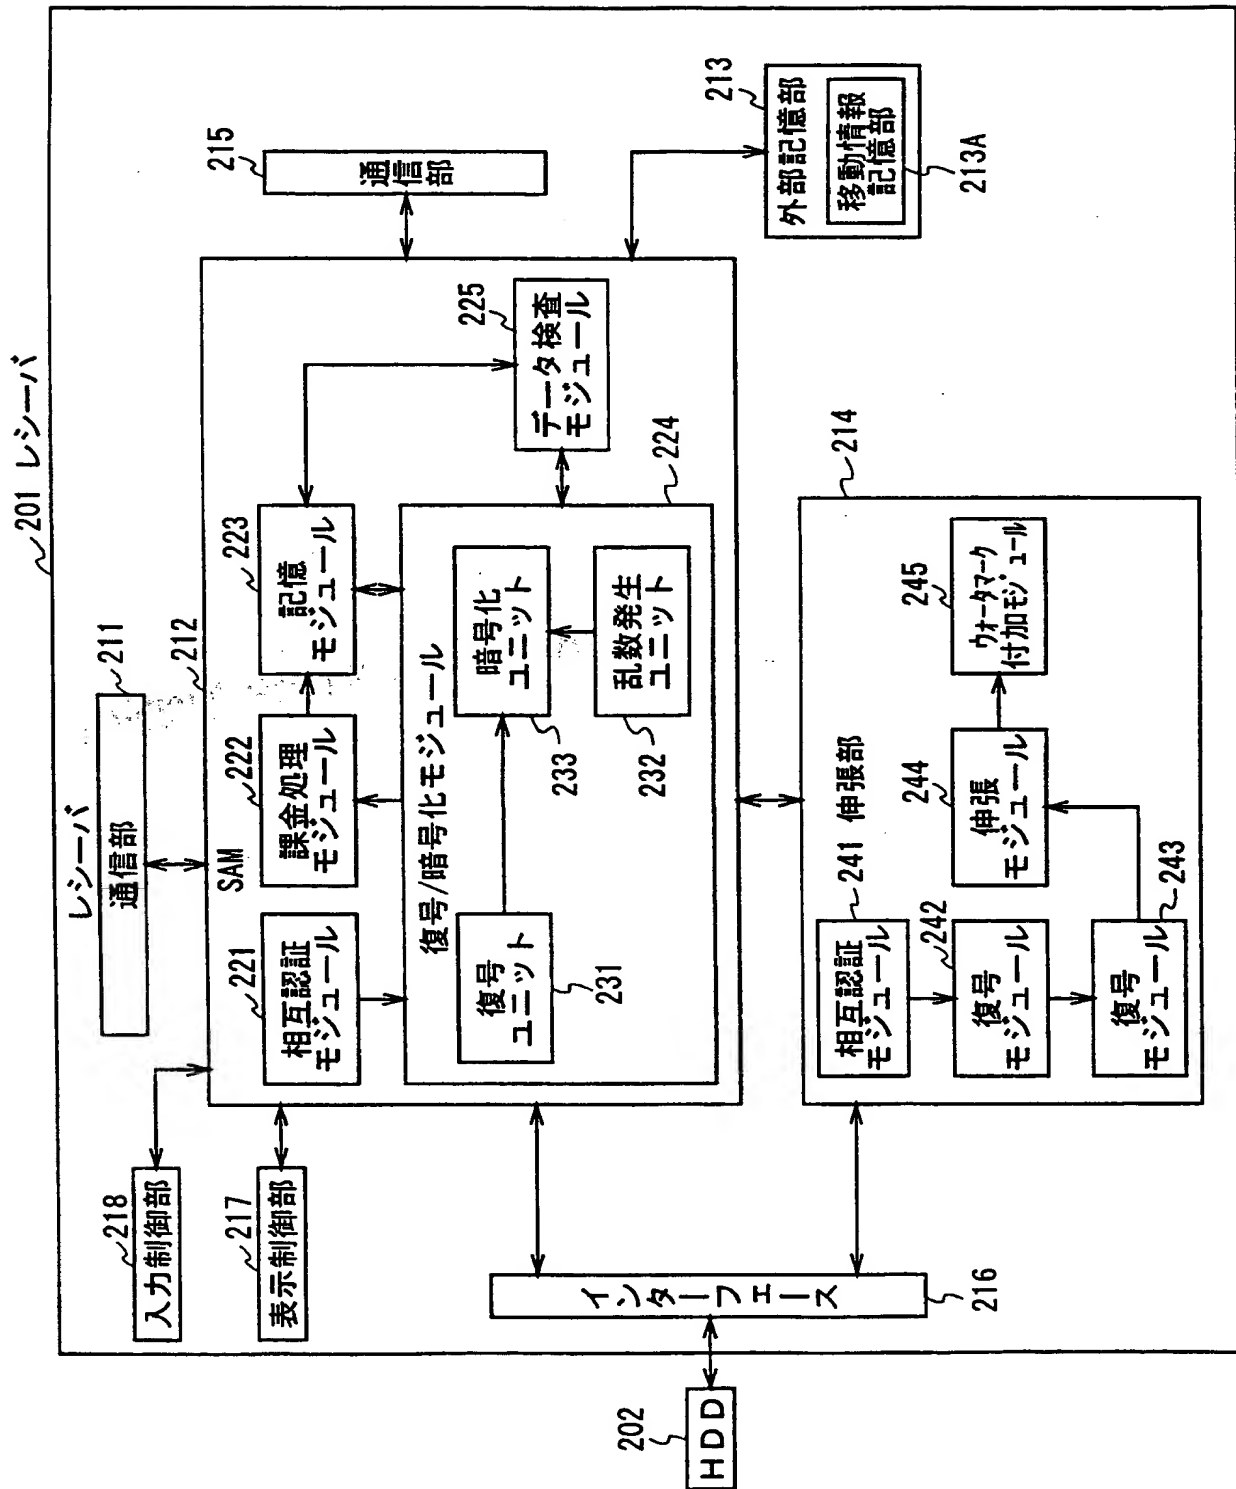 201 レシーバ
レシーバ
211
通信部
218
入力制御部
217
表示制御部
212
SAM
221
相互認証
モジュール
222
課金処理
モジュール
223
記憶
モジュール
復号/暗号化モジュール
224
復号
ユニット
231
暗号化
ユニット
233
乱数発生
ユニット
232
225
データ検査
モジュール
215
通信部
213
外部記憶部
移動情報
記憶部
213A
214
241 伸張部
相互認証
モジュール
242
復号
モジュール
復号
モジュール
243
244
伸張
モジュール
245
ウォータマーク
付加モジュール
インターフェース
216
202
HDD